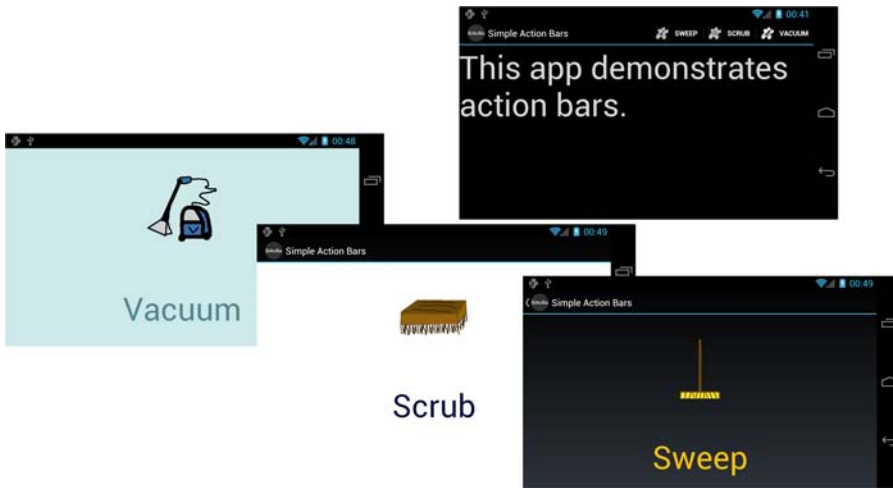 00:41
Simple Action Bars SWEEP SCRUB VACUUM
This app demonstrates
action bars.
00:48
Vacuum
00:49
Simple Action Bars
Scrub
00:49
Simple Action Bars
Sweep